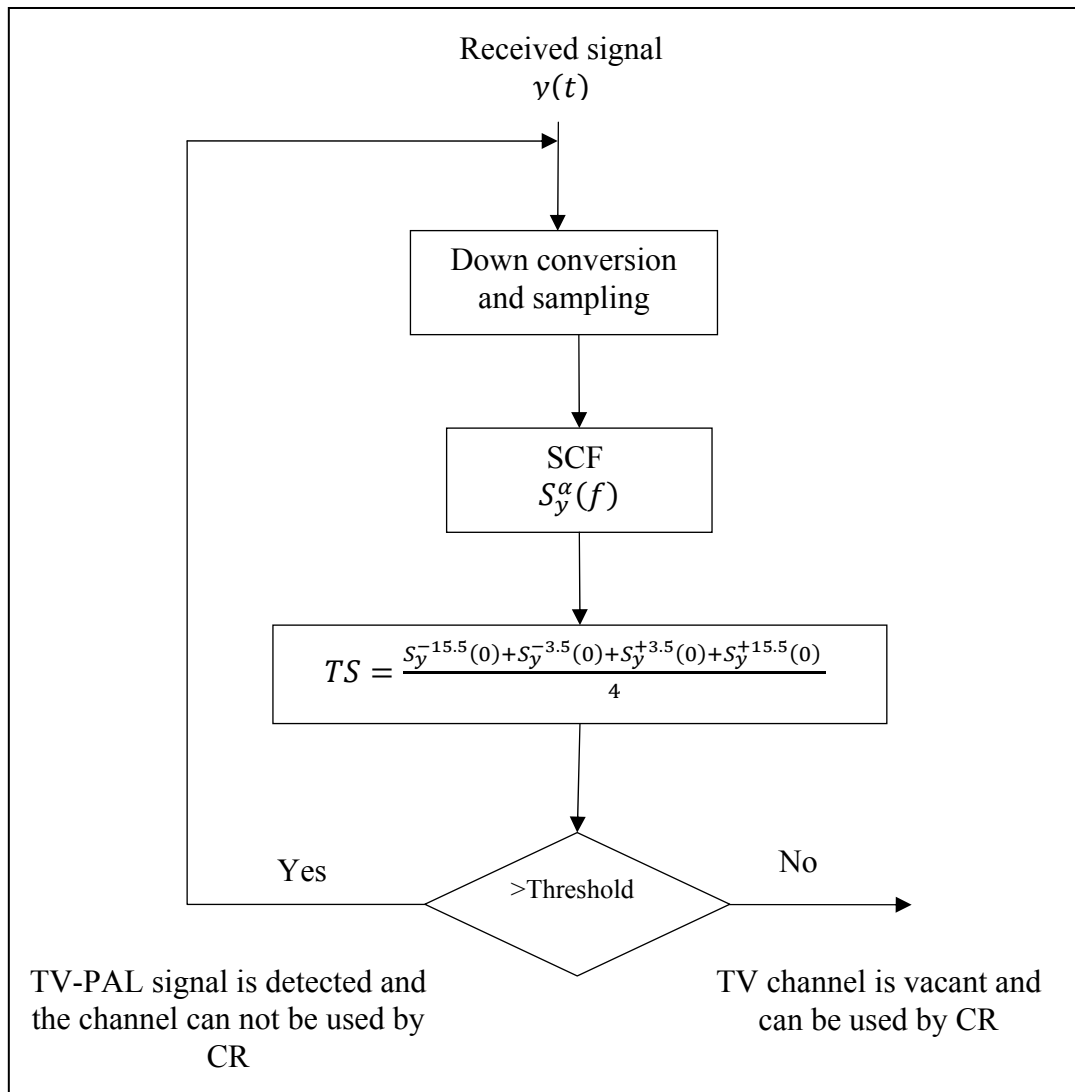 Received signal
y(t)
Down conversion
and sampling
SCF
S_y^α(f)
TS = (S_y^{-15.5}(0)+S_y^{-3.5}(0)+S_y^{+3.5}(0)+S_y^{+15.5}(0))/4
Yes
>Threshold
No
TV-PAL signal is detected and
the channel can not be used by
CR
TV channel is vacant and
can be used by CR